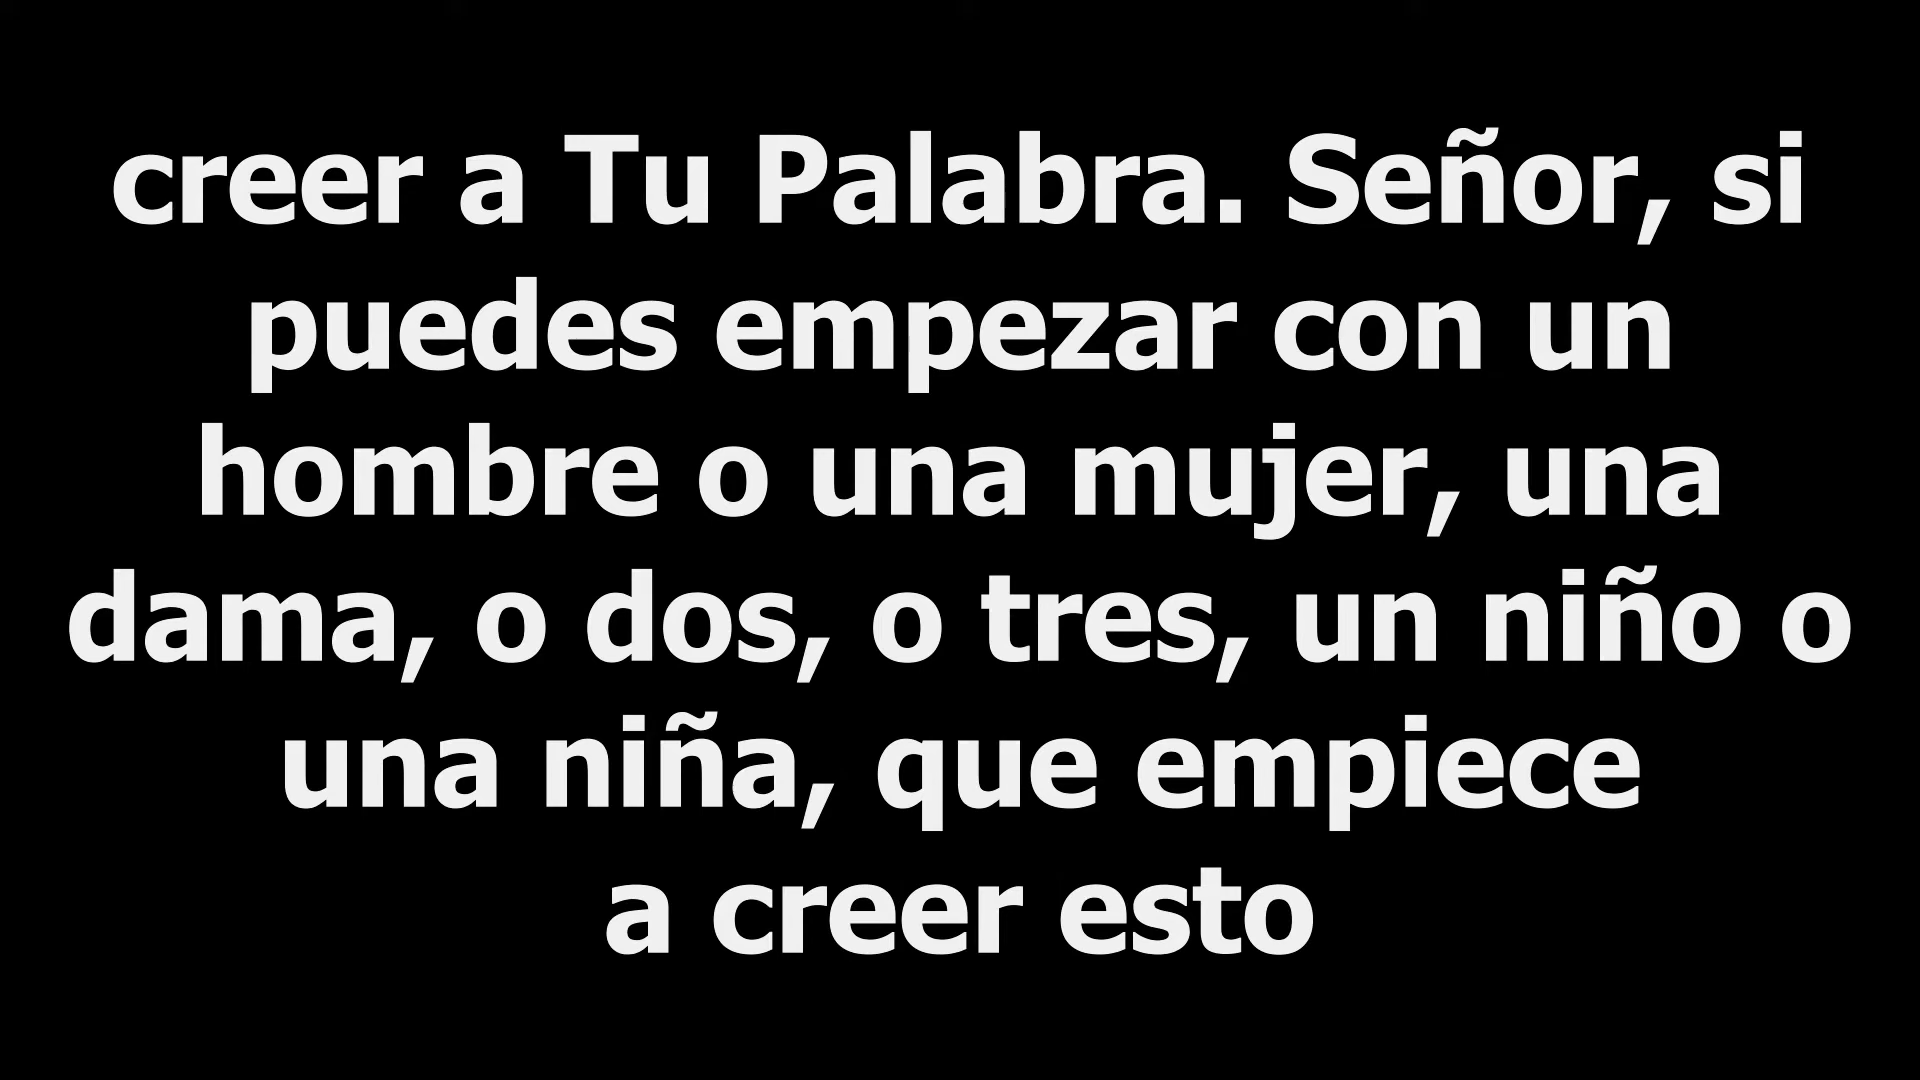 creer a Tu Palabra. Señor, si
puedes empezar con un
hombre o una mujer, una
dama, o dos, o tres, un niño o
una niña, que empiece
a creer esto